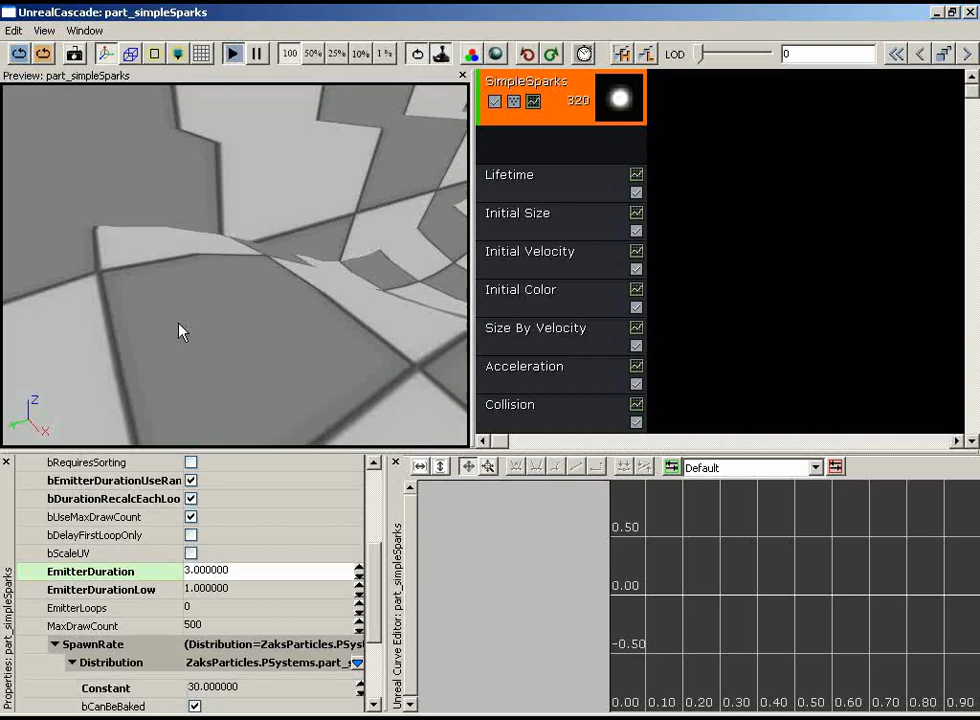 UnrealCascade: part_simpleSparks
Edit View Window
100 50% 25% 10% 1% LOD 0
Preview: part_simpleSparks
SimpleSparks
320
Lifetime
Initial Size
Initial Velocity
Initial Color
Size By Velocity
Acceleration
Collision
Z
X
Properties: part_simpleSparks
bRequiresSorting
bEmitterDurationUseRan
bDurationRecalcEachLoo
bUseMaxDrawCount
bDelayFirstLoopOnly
bScaleUV
EmitterDuration 3.000000
EmitterDurationLow 1.000000
EmitterLoops 0
MaxDrawCount 500
SpawnRate (Distribution=ZaksParticles.PSys
Distribution ZaksParticles.PSystems.part_s
Constant 30.000000
bCanBeBaked
Unreal Curve Editor: part_simpleSparks
Default
0.50
0.00
-0.50
0.00 0.10 0.20 0.30 0.40 0.50 0.60 0.70 0.80 0.90